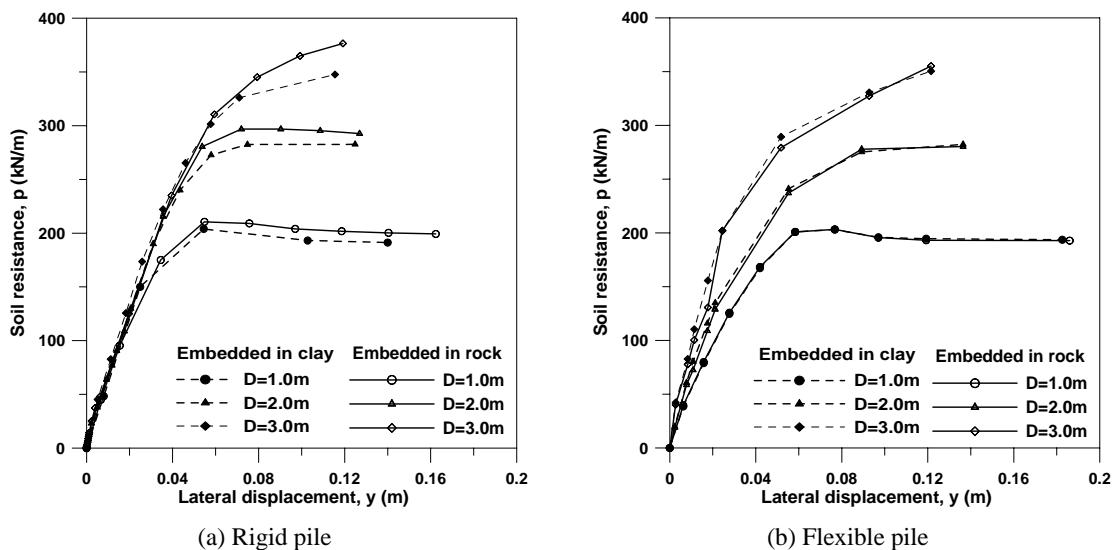 400
300
200
100
0
Soil resistance, p (kN/m)
Embedded in clay
D=1.0m
D=2.0m
D=3.0m
Embedded in rock
D=1.0m
D=2.0m
D=3.0m
0 0.04 0.08 0.12 0.16 0.2
Lateral displacement, y (m)
(a) Rigid pile
400
300
200
100
0
Soil resistance, p (kN/m)
Embedded in clay
D=1.0m
D=2.0m
D=3.0m
Embedded in rock
D=1.0m
D=2.0m
D=3.0m
0 0.04 0.08 0.12 0.16 0.2
Lateral displacement, y (m)
(b) Flexible pile